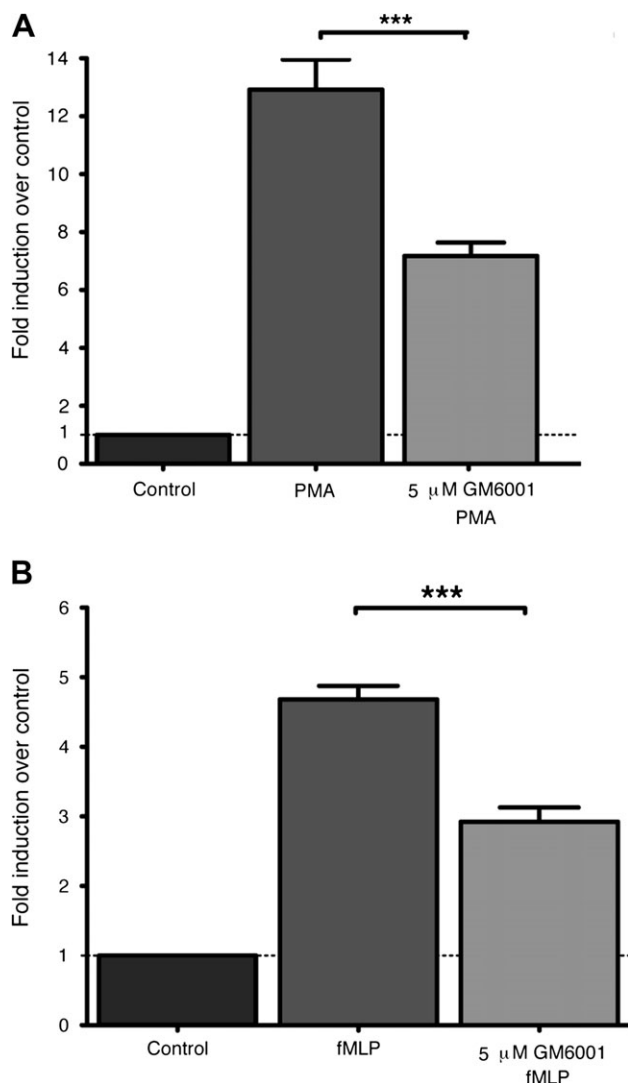 A
***
Fold induction over control
14
12
10
8
6
4
2
1
0
Control
PMA
5 μM GM6001
PMA
B
***
Fold induction over control
6
5
4
3
2
1
0
Control
fMLP
5 μM GM6001
fMLP